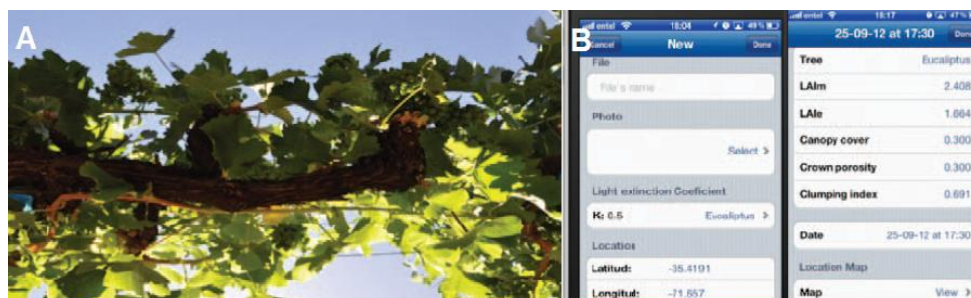 A
B
entel 18:04 49%
Cancel New Done
File
File's name
Photo
Select >
Light extinction Coeficient
K: 0.5 Eucaliptus >
Location
Latitud: -35.4191
Longitud: -71.557
entel 18:17 47%
25-09-12 at 17:30 Done
Tree Eucaliptus
LAIm 2.408
LAIe 1.664
Canopy cover 0.300
Crown porosity 0.300
Clumping index 0.691
Date 25-09-12 at 17:30
Location Map
Map View >